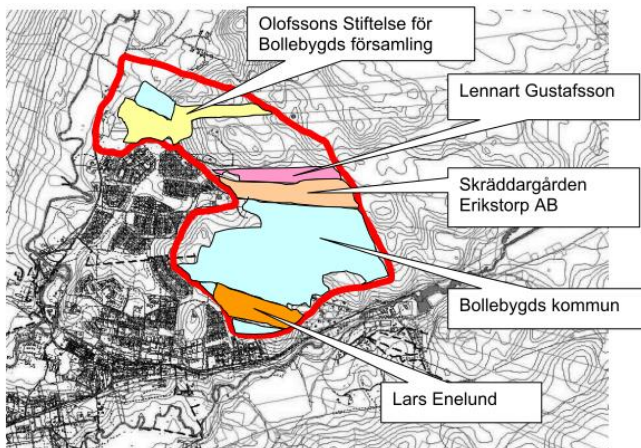 Olofssons Stiftelse för
Bollebygds församling
Lennart Gustafsson
Skräddargården
Erikstorp AB
Bollebygds kommun
Lars Enelund